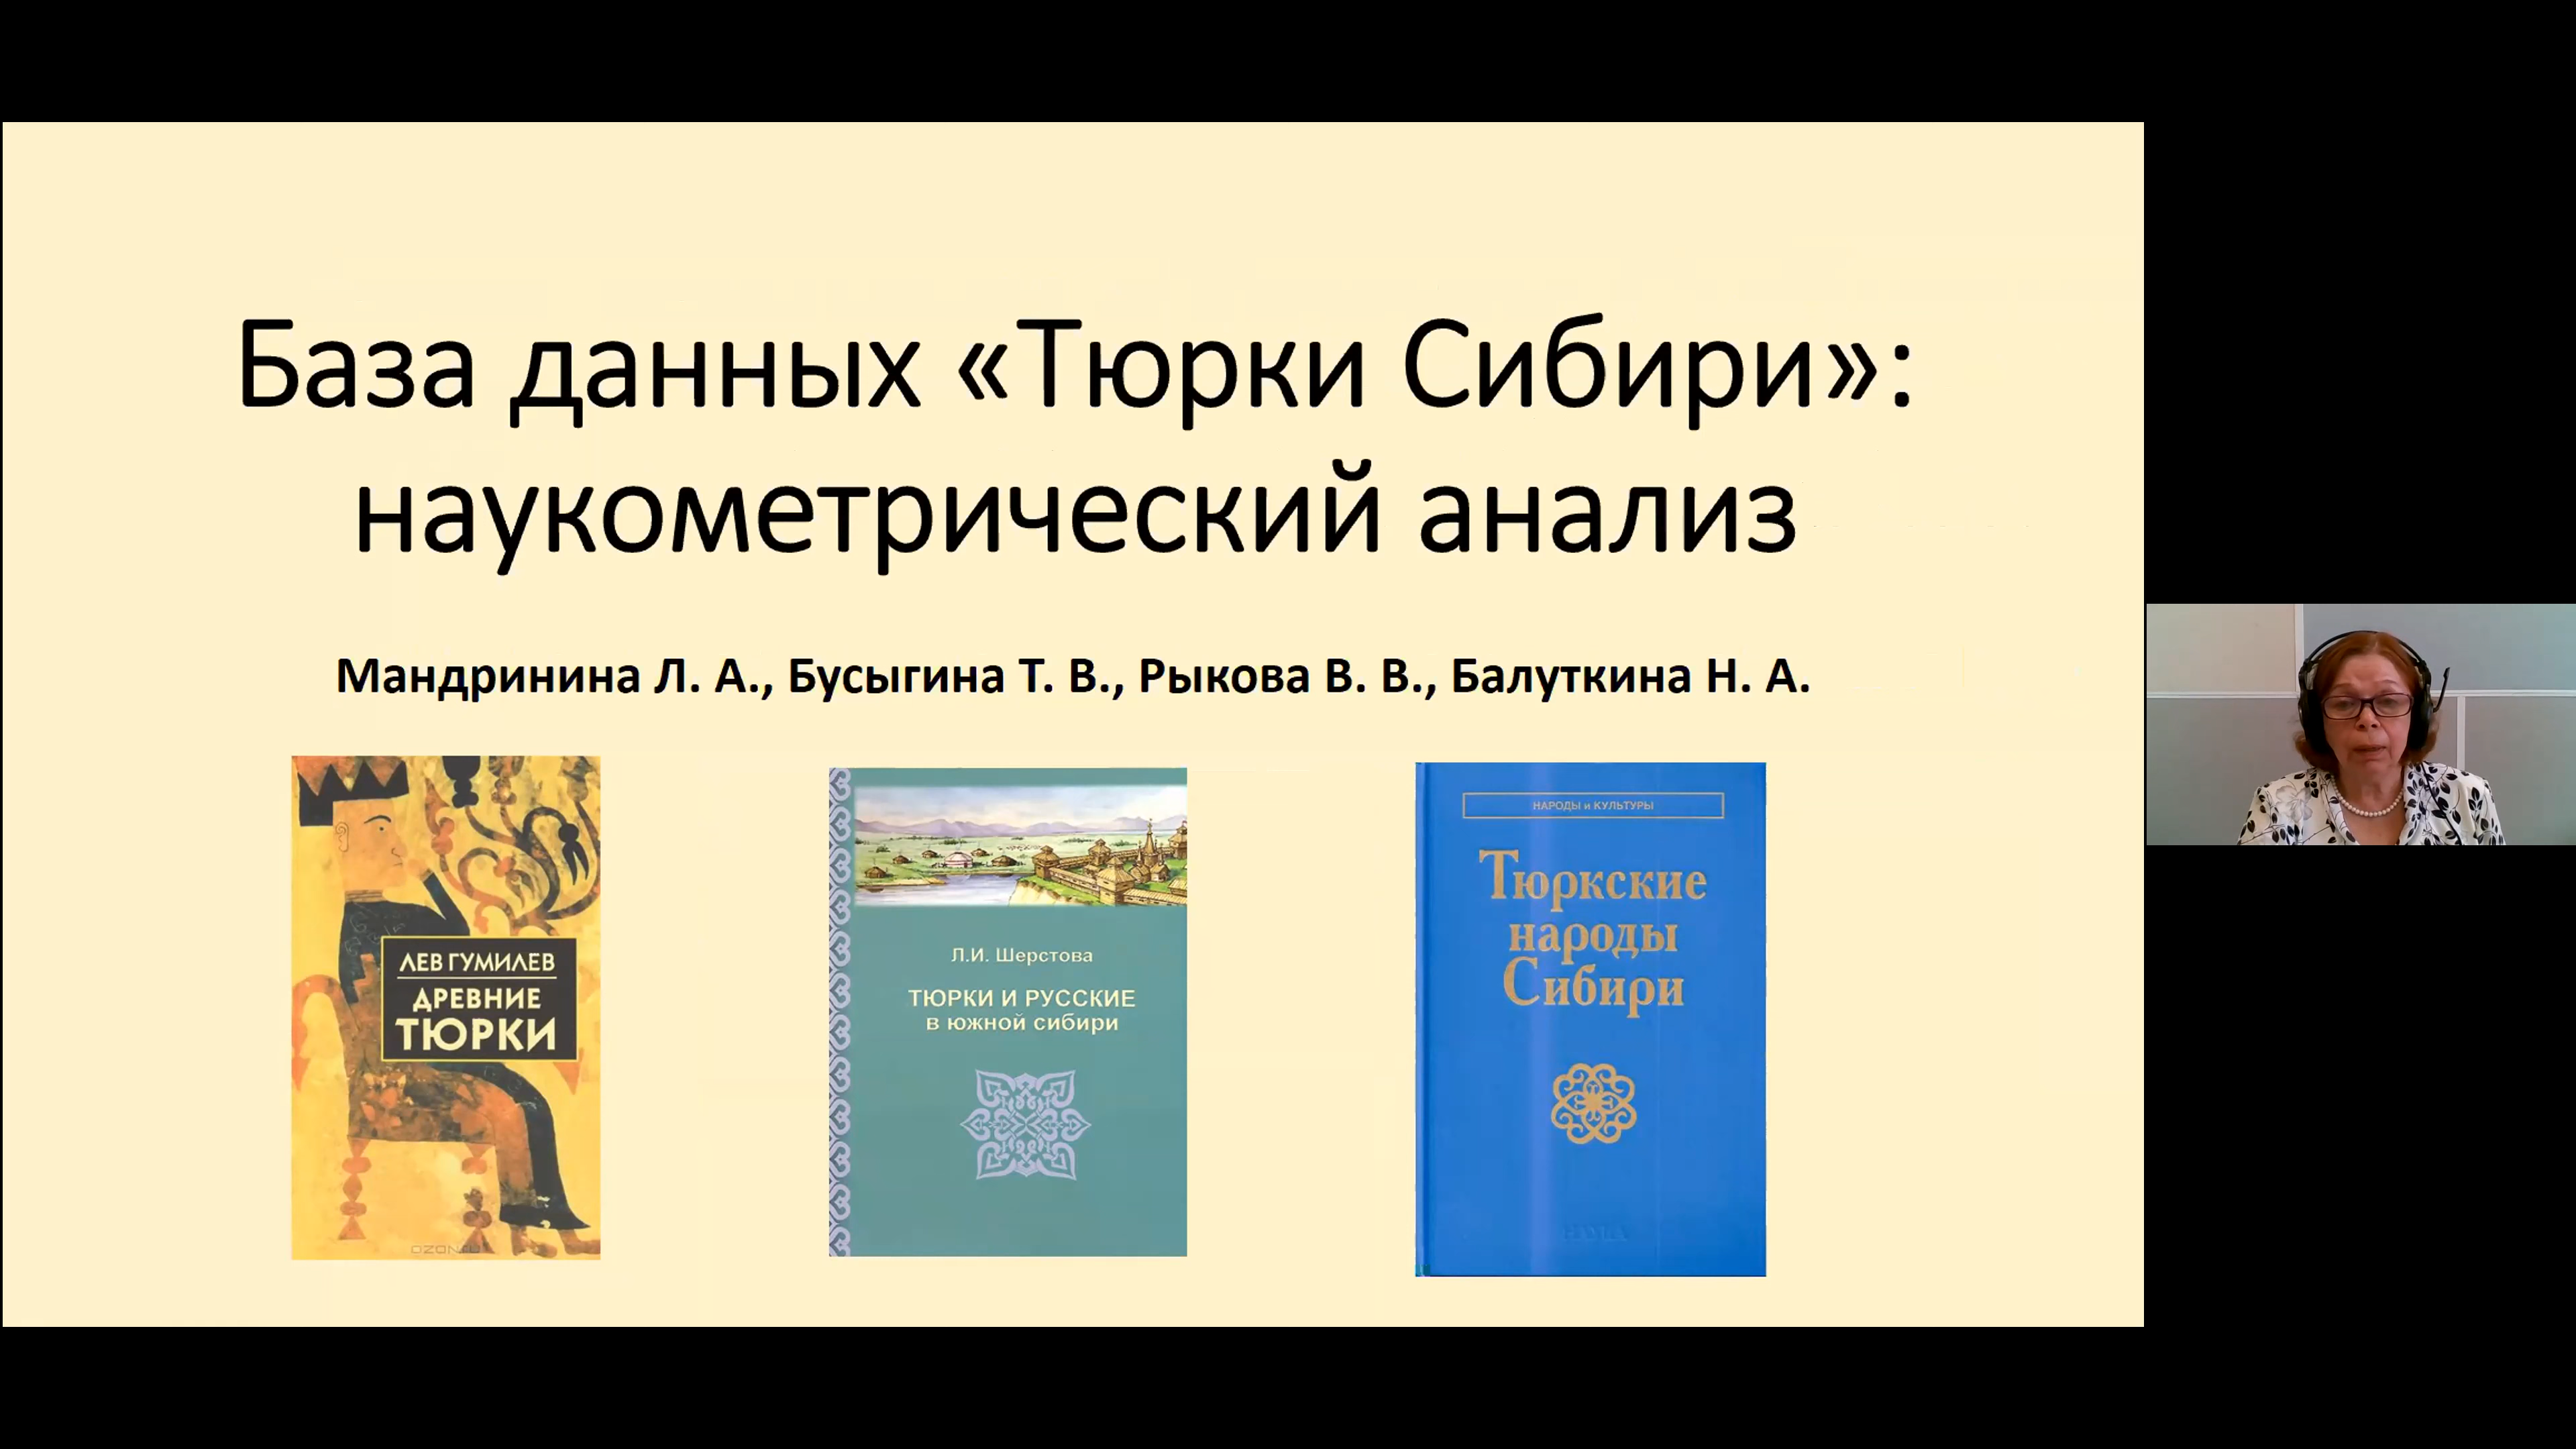 База данных «Тюрки Сибири»:
наукометрический анализ
Мандринина Л. А., Бусыгина Т. В., Рыкова В. В., Балуткина Н. А.
ЛЕВ ГУМИЛЕВ
ДРЕВНИЕ
ТЮРКИ
Л.И. Шерстова
ТЮРКИ И РУССКИЕ
в южной сибири
НАРОДЫ и КУЛЬТУРЫ
Тюркские
народы
Сибири